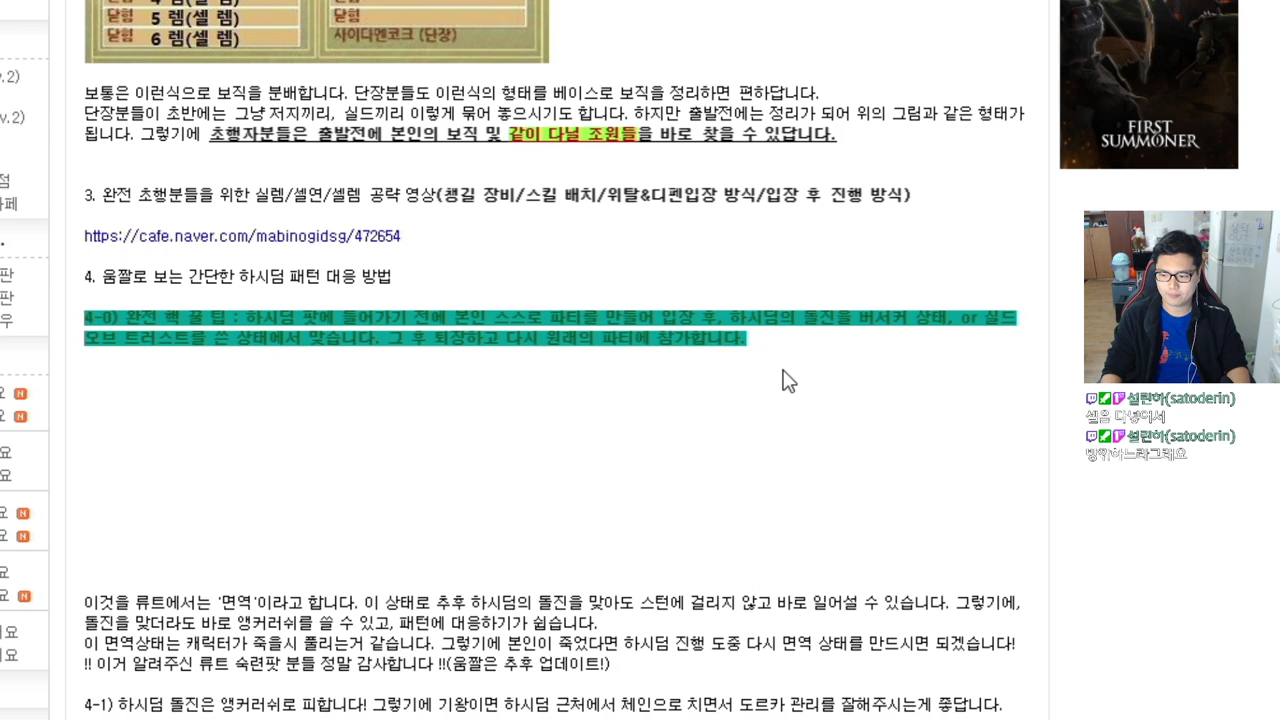 닫힘 5 렘(셀 렘) 닫힘
닫힘 6 렘(셀 렘) 사이다멘코크 (단장)
보통은 이런식으로 보직을 분배합니다. 단장분들도 이런식의 형태를 베이스로 보직을 정리하면 편하답니다.
단장분들이 초반에는 그냥 저지끼리, 실드끼리 이렇게 묶어 놓으시기도 합니다. 하지만 출발전에는 정리가 되어 위의 그림과 같은 형태가
됩니다. 그렇기에 초행자분들은 출발전에 본인의 보직 및 같이 다닐 조원들을 바로 찾을 수 있답니다.
3. 완전 초행분들을 위한 실렘/셀연/셀렘 공략 영상(챙길 장비/스킬 배치/위탁&디펜입장 방식/입장 후 진행 방식)
https://cafe.naver.com/mabinogidsg/472654
4. 움짤로 보는 간단한 하시딤 패턴 대응 방법
4-0) 완전 핵 꿀 팁 : 하시딤 팟에 들어가기 전에 본인 스스로 파티를 만들어 입장 후, 하시딤의 돌진을 버서커 상태, or 실드
오브 트러스트를 쓴 상태에서 맞습니다. 그 후 퇴장하고 다시 원래의 파티에 참가합니다.
이것을 류트에서는 '면역'이라고 합니다. 이 상태로 추후 하시딤의 돌진을 맞아도 스턴에 걸리지 않고 바로 일어설 수 있습니다. 그렇기에,
돌진을 맞더라도 바로 앵커러쉬를 쓸 수 있고, 패턴에 대응하기가 쉽습니다.
이 면역상태는 캐릭터가 죽을시 풀리는거 같습니다. 그렇기에 본인이 죽었다면 하시딤 진행 도중 다시 면역 상태를 만드시면 되겠습니다!
!! 이거 알려주신 류트 숙련팟 분들 정말 감사합니다 !!(움짤은 추후 업데이트!)
4-1) 하시딤 돌진은 앵커러쉬로 피합니다! 그렇기에 기왕이면 하시딤 근처에서 체인으로 치면서 도르카 관리를 잘해주시는게 좋답니다.
FIRST
SUMMONER
설린하(satoderin)
셀을 다넣어서
설린하(satoderin)
방깎하느라그래요